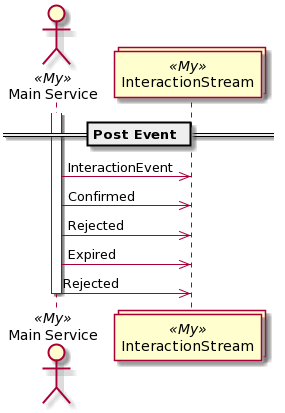 «My»
Main Service
«My»
InteractionStream
Post Event
InteractionEvent
Confirmed
Rejected
Expired
Rejected
«My»
Main Service
«My»
InteractionStream